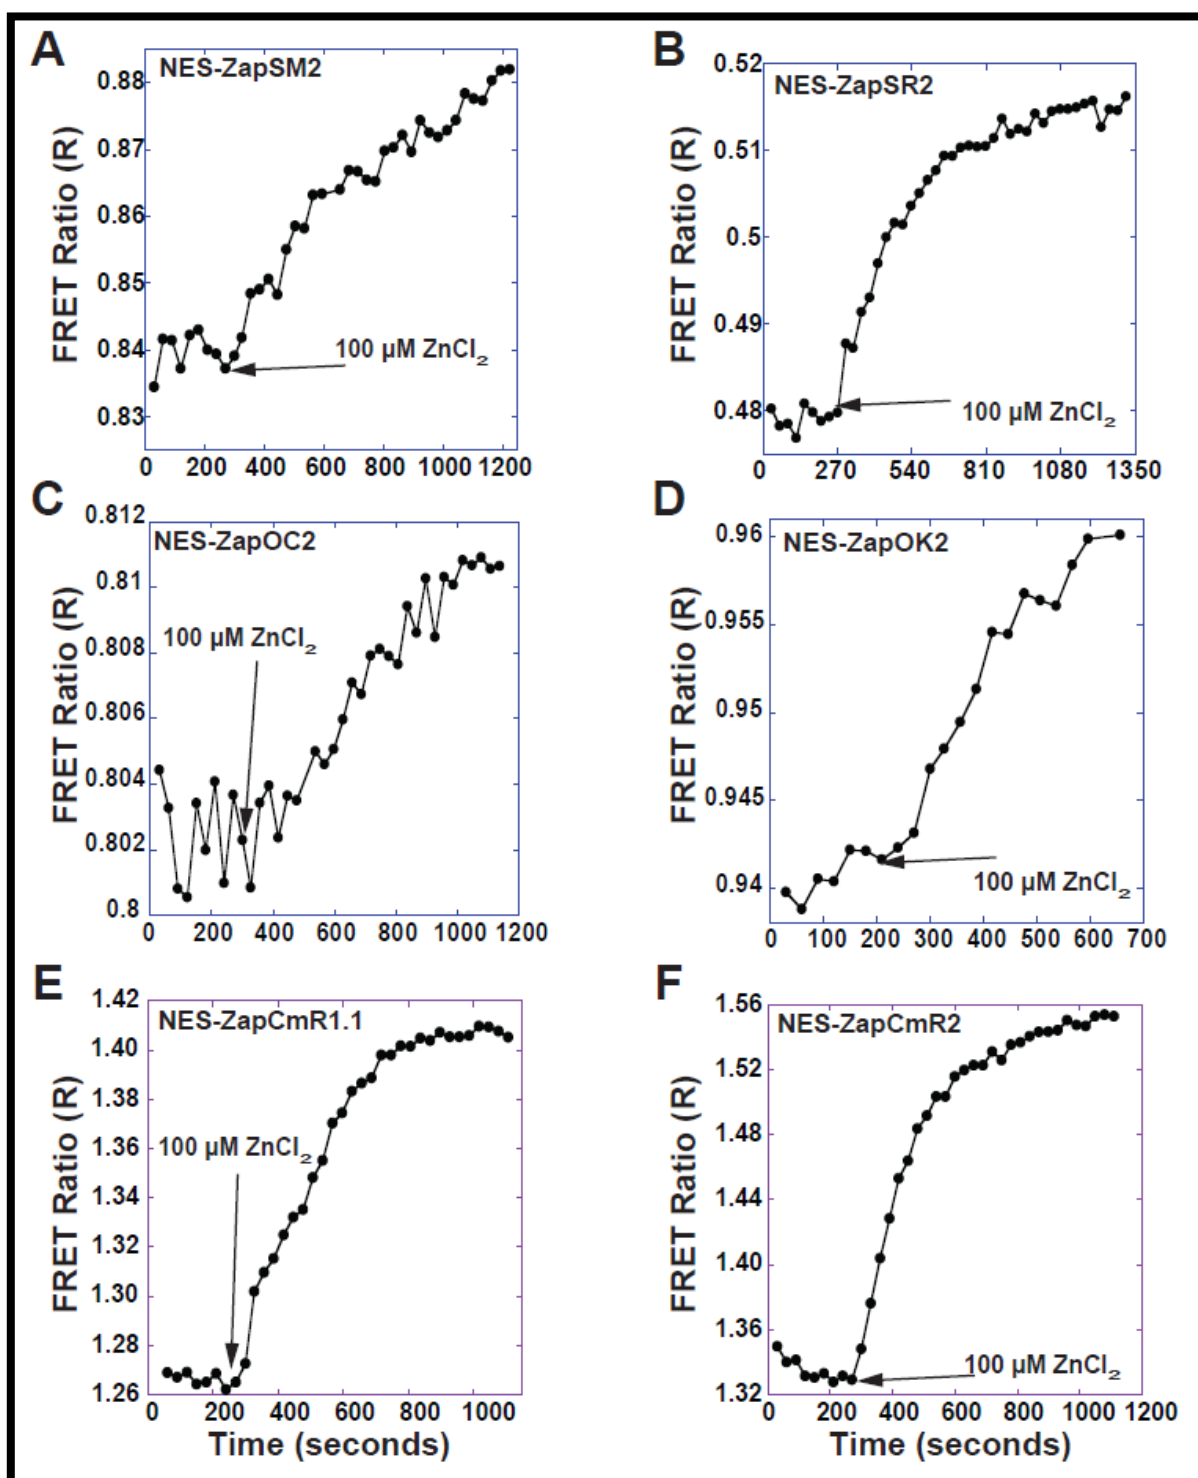 A
NES-ZapSM2
FRET Ratio (R)
0.88
0.87
0.86
0.85
0.84
0.83
100 µM ZnCl₂
0 200 400 600 800 1000 1200
B
NES-ZapSR2
FRET Ratio (R)
0.52
0.51
0.5
0.49
0.48
100 µM ZnCl₂
0 270 540 810 1080 1350
C
NES-ZapOC2
FRET Ratio (R)
0.812
0.81
0.808
0.806
0.804
0.802
0.8
100 µM ZnCl₂
0 200 400 600 800 1000 1200
D
NES-ZapOK2
FRET Ratio (R)
0.96
0.955
0.95
0.945
0.94
100 µM ZnCl₂
0 100 200 300 400 500 600 700
E
NES-ZapCmR1.1
FRET Ratio (R)
1.42
1.40
1.38
1.36
1.34
1.32
1.30
1.28
1.26
100 µM ZnCl₂
0 200 400 600 800 1000
Time (seconds)
F
NES-ZapCmR2
FRET Ratio (R)
1.56
1.52
1.48
1.44
1.40
1.36
1.32
100 µM ZnCl₂
0 200 400 600 800 1000 1200
Time (seconds)